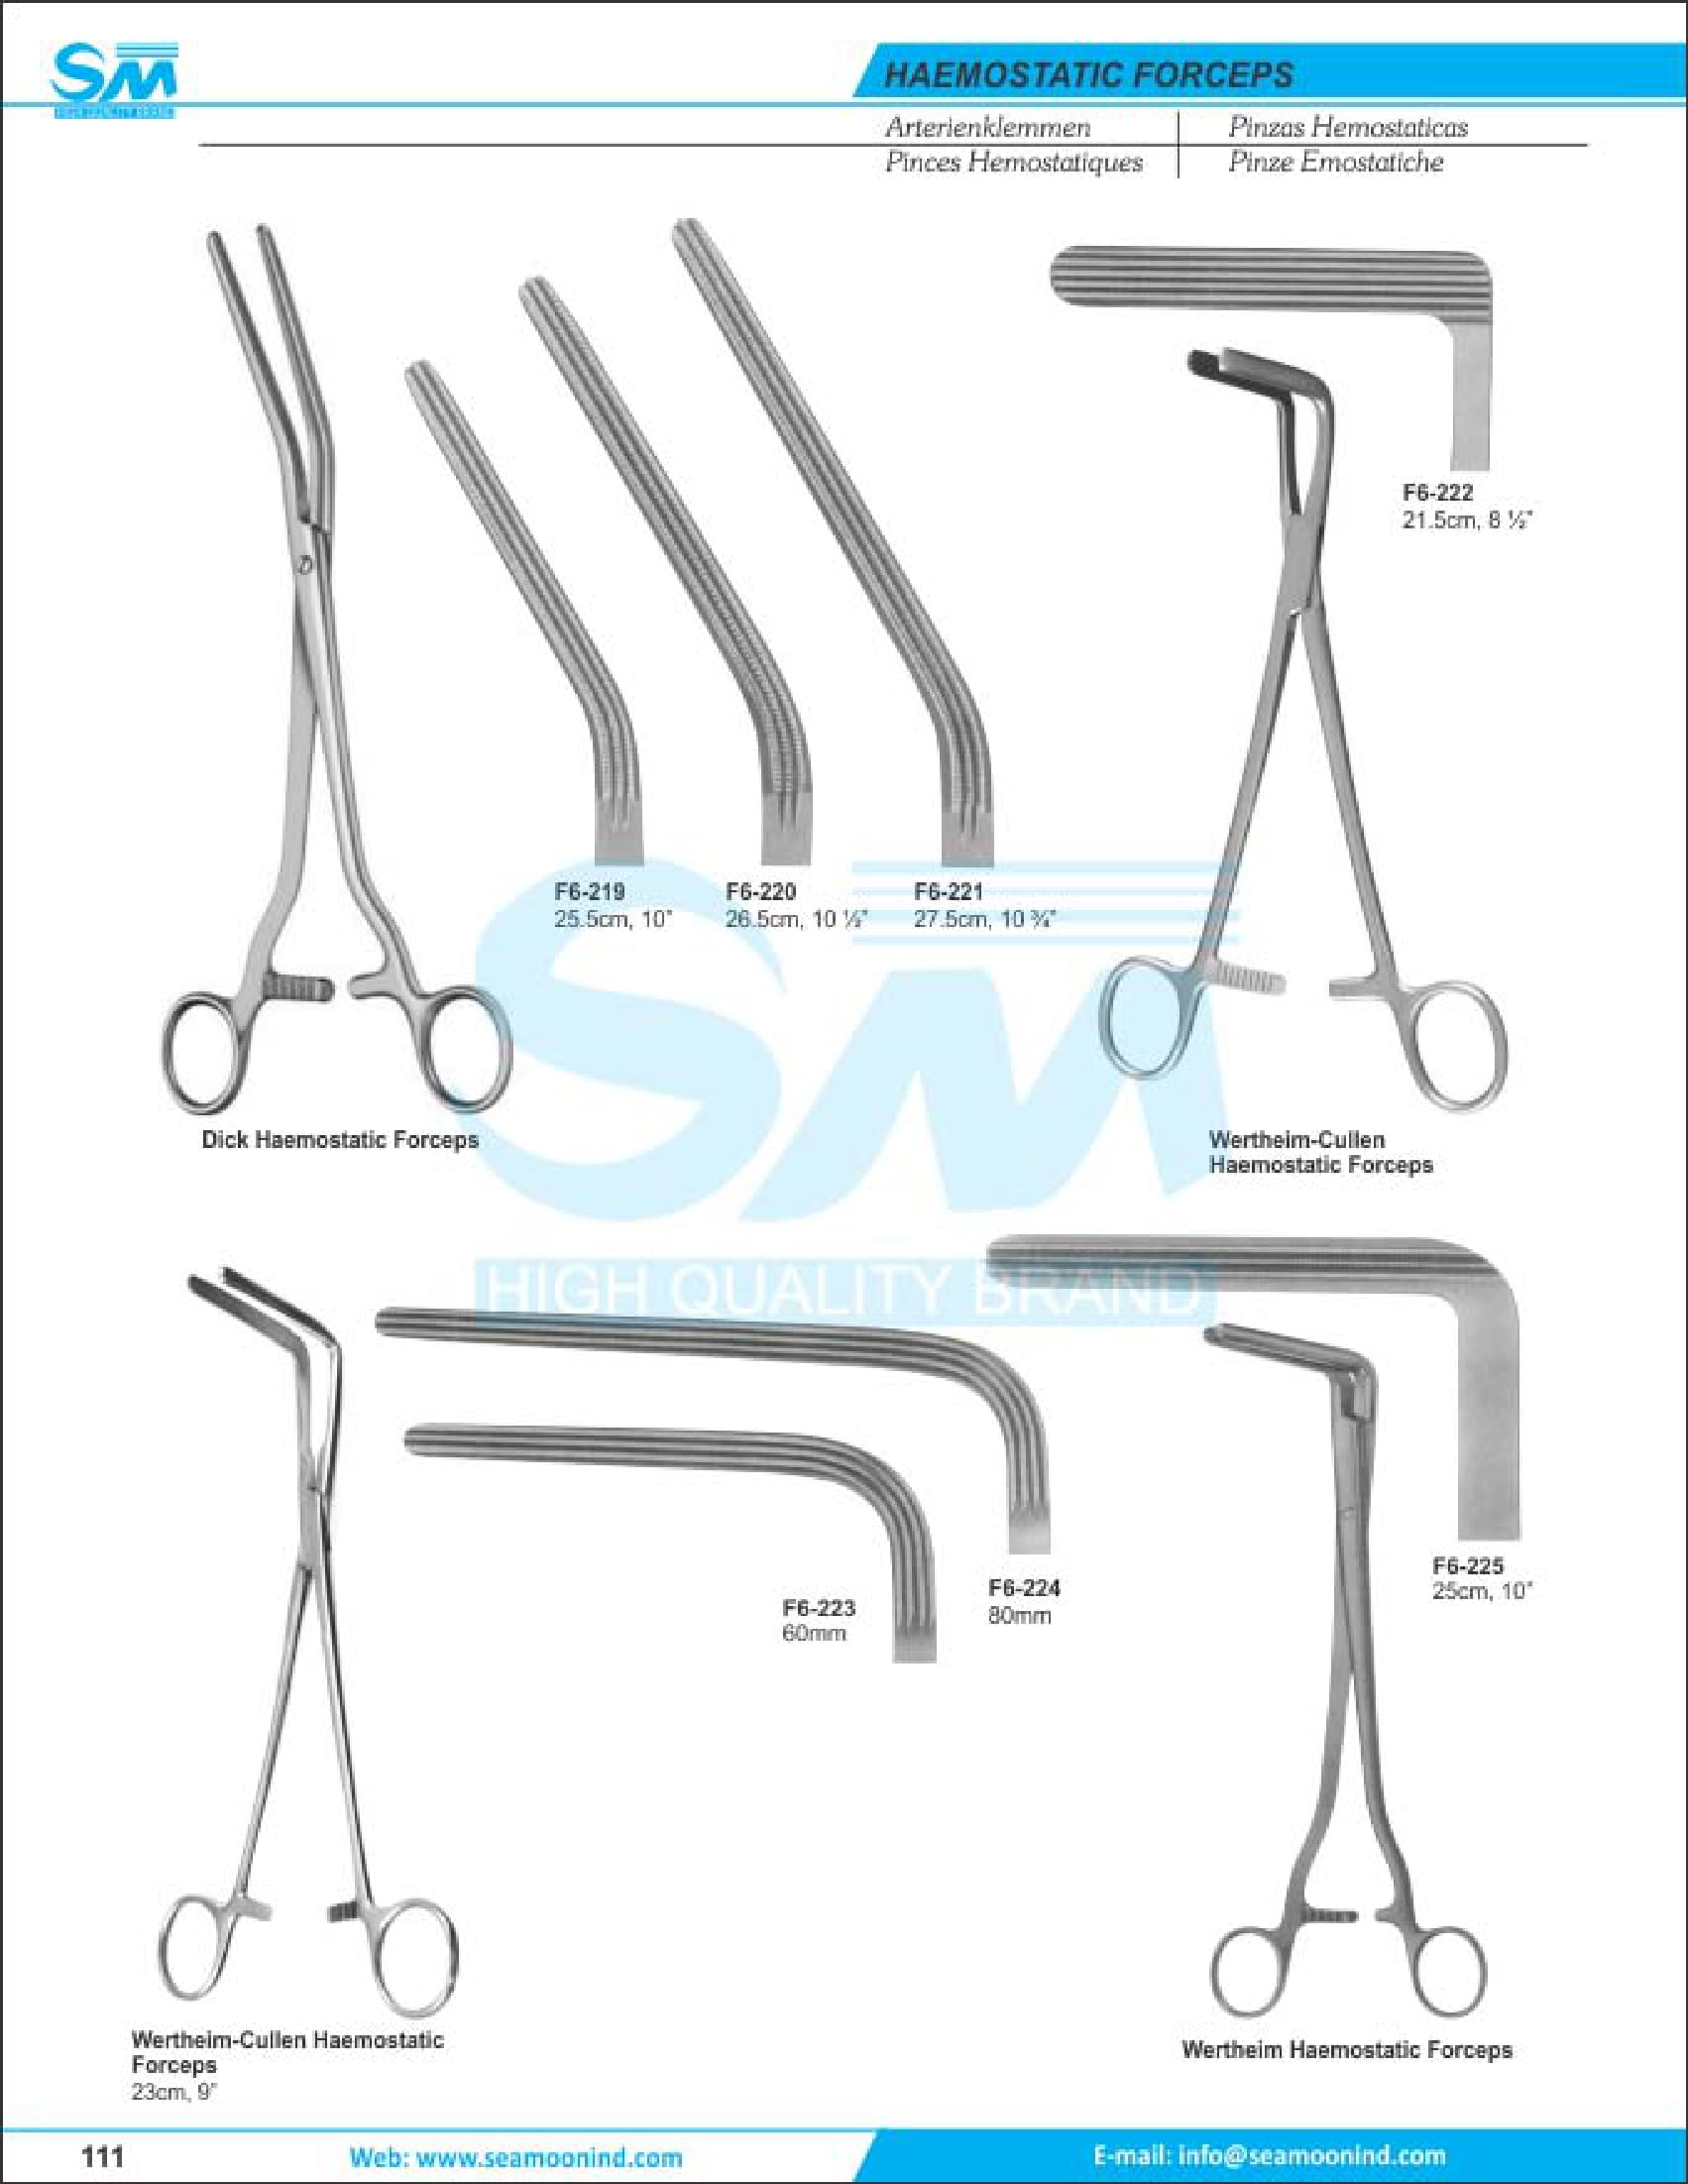 SM
HIGH QUALITY BRAND
HAEMOSTATIC FORCEPS
Arterienklemmen
Pinzas Hemostaticas
Pinces Hemostatiques
Pinze Emostatiche
F6-222
21.5cm, 8 ½"
F6-219
25.5cm, 10"
F6-220
26.5cm, 10 ½"
F6-221
27.5cm, 10 ¾"
Dick Haemostatic Forceps
Wertheim-Cullen
Haemostatic Forceps
SM
HIGH QUALITY BRAND
F6-223
60mm
F6-224
80mm
F6-225
25cm, 10"
Wertheim-Cullen Haemostatic
Forceps
23cm, 9"
Wertheim Haemostatic Forceps
111
Web: www.seamoonind.com
E-mail: info@seamoonind.com